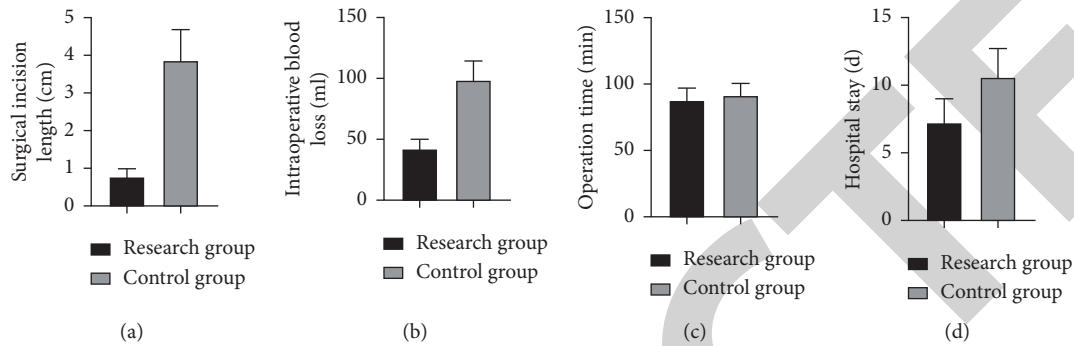 Surgical incision
length (cm)
5
4
3
2
1
0
Research group
Control group
(a)
Intraoperative blood
loss (ml)
150
100
50
0
Research group
Control group
(b)
Operation time (min)
150
100
50
0
Research group
Control group
(c)
Hospital stay (d)
15
10
5
0
Research group
Control group
(d)